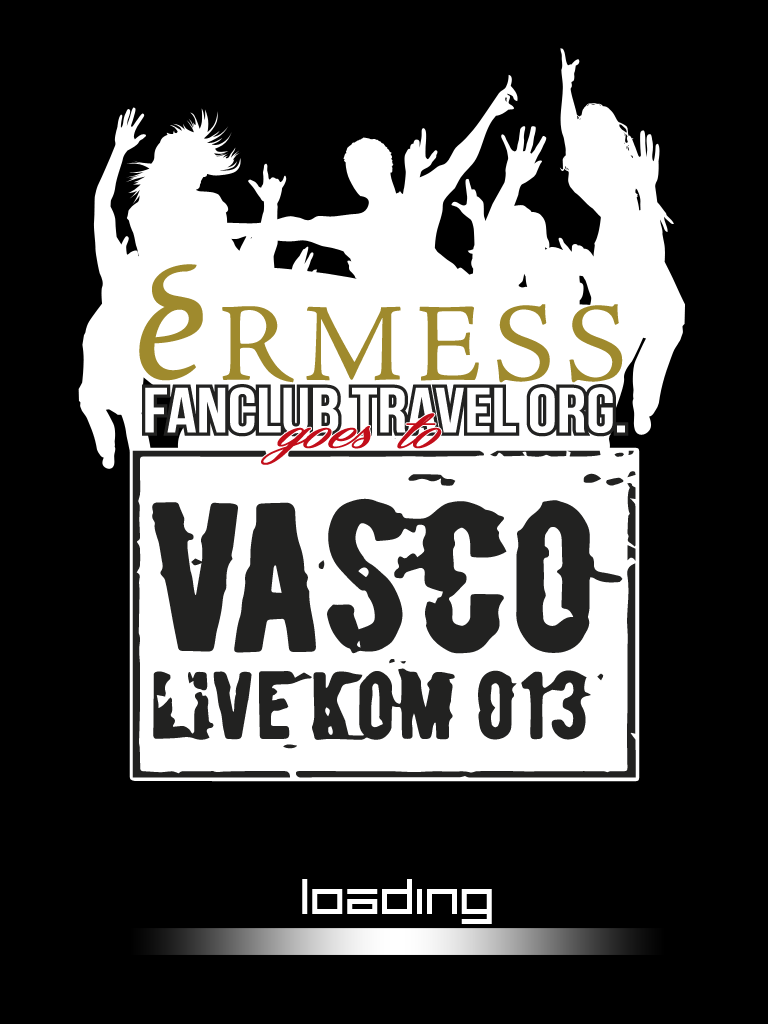 ERMESS
FANCLUB TRAVEL ORG.
goes to
VASCO
LiVE KOM 013
loading